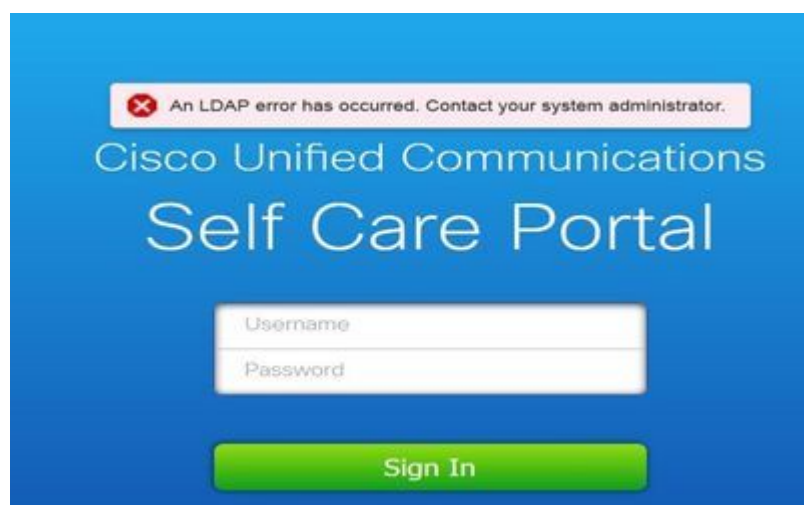 An LDAP error has occurred. Contact your system administrator.
Cisco Unified Communications
Self Care Portal
Username
Password
Sign In